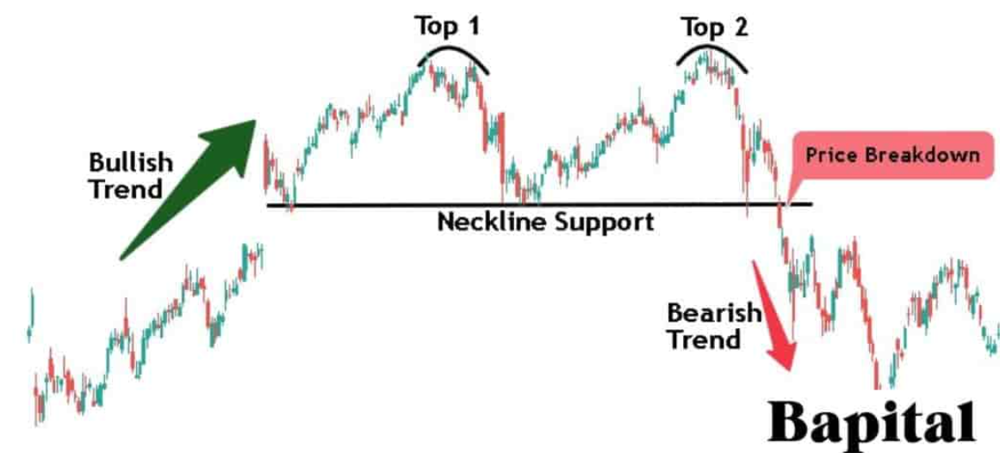 Top 1
Top 2
Bullish
Trend
Price Breakdown
Neckline Support
Bearish
Trend
Bapital